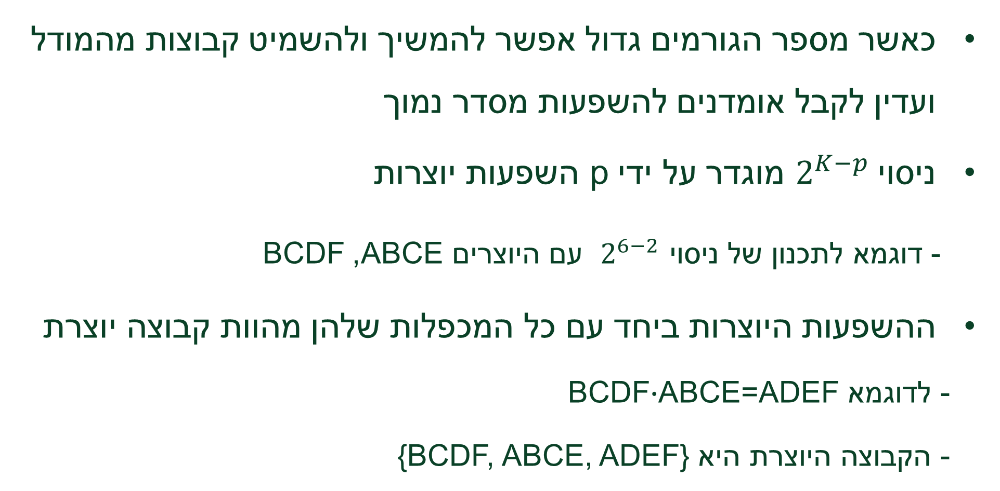 • כאשר מספר הגורמים גדול אפשר להמשיך ולהשמיט קבוצות מהמודל
ועדין לקבל אומדנים להשפעות מסדר נמוך
• ניסוי 2^{K−p} מוגדר על ידי p השפעות יוצרות
- דוגמא לתכנון של ניסוי 2^{6−2} עם היוצרים BCDF ,ABCE
• ההשפעות היוצרות ביחד עם כל המכפלות שלהן מהוות קבוצה יוצרת
- לדוגמא BCDF·ABCE=ADEF
- הקבוצה היוצרת היא {BCDF, ABCE, ADEF}